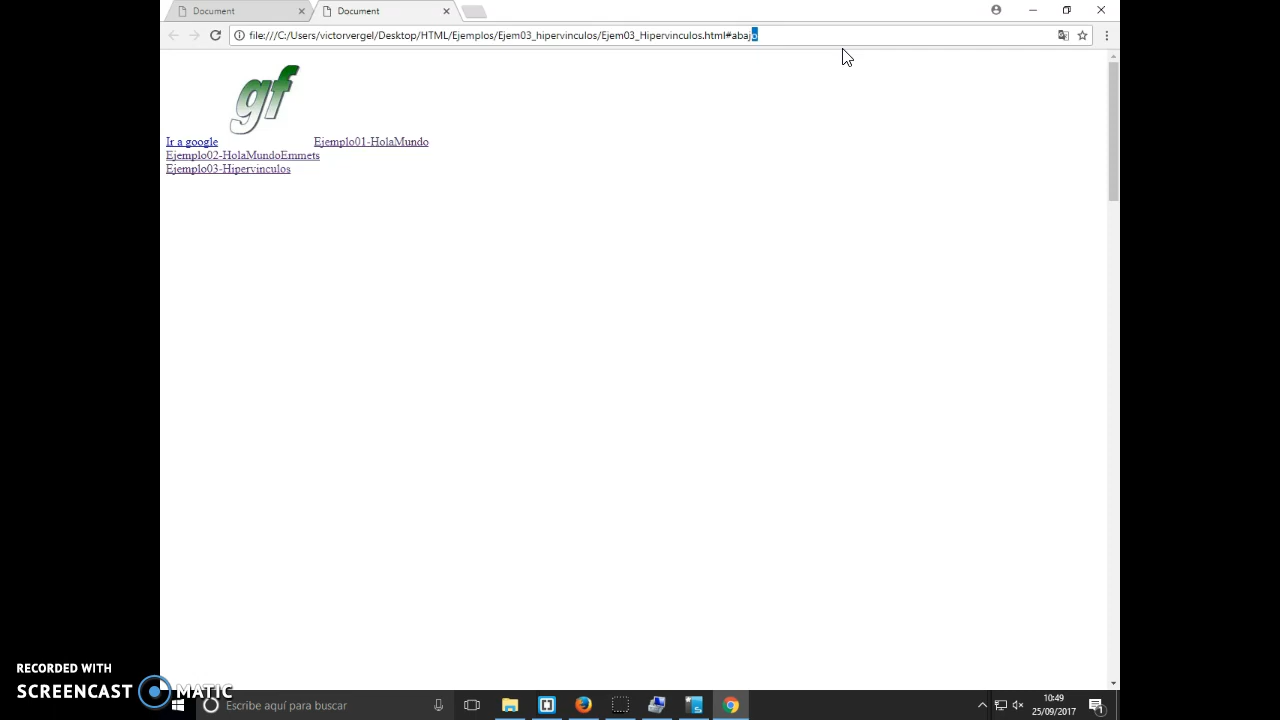 Document
Document
file:///C:/Users/victorvergel/Desktop/HTML/Ejemplos/Ejem03_hipervinculos/Ejem03_Hipervinculos.html#abajo
gf
Ir a google
Ejemplo01-HolaMundo
Ejemplo02-HolaMundoEmmets
Ejemplo03-Hipervinculos
RECORDED WITH
SCREENCAST MATIC
Escribe aquí para buscar
10:49
25/09/2017
1